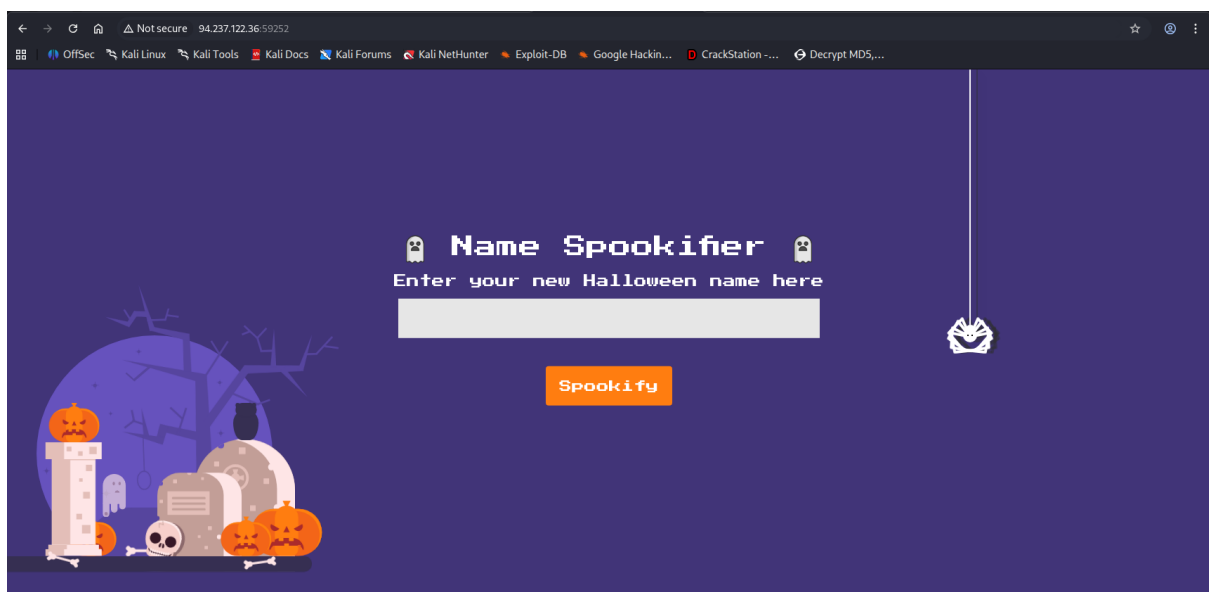 Not secure 94.237.122.36:59252
OffSec Kali Linux Kali Tools Kali Docs Kali Forums Kali NetHunter Exploit-DB Google Hackin... CrackStation -... Decrypt MD5,...
Name Spookifier
Enter your new Halloween name here
Spookify